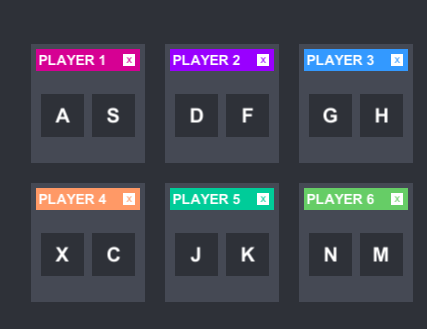 PLAYER 1 x PLAYER 2 x PLAYER 3 x
A S D F G H
PLAYER 4 x PLAYER 5 x PLAYER 6 x
X C J K N M